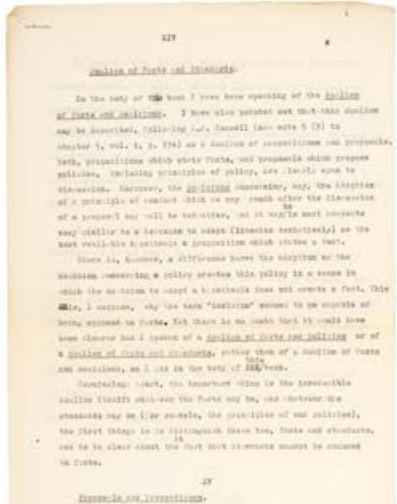 XIV
Dualism of Facts and Standards.
In the body of the book I have been speaking of the dualism
of facts and decisions. I have also pointed out that this dualism
may be described, following L.J. Russell (see note 5 (3) to
chapter 5, vol. i, p. 234) as a dualism of propositions and proposals.
both, propositions which state facts, and proposals which propose
policies, including principles of policy, are open to
discussion. Moreover, the decision concerning, say, the adoption
of a principle of conduct which we may reach after the discussion
be
of a proposal may well be tentative, and it may in most respects
very similar to a decision to adopt (likewise tentatively) as the
best available hypothesis a proposition which states a fact.
There is, however, a difference here: the adoption or the
decision concerning a policy creates this policy in a sense in
which the decision to adopt a hypothesis does not create a fact. This
is, I suppose, why the term "decision" seemed to me capable of
being opposed to facts. Yet there is no doubt that it would have
been clearer had I spoken of a dualism of facts and policies or of
a dualism of facts and standards, rather than of a dualism of facts
this
and decisions, as I did in the body of book.
Terminology apart, the important thing is the irreducible
dualism itself: whatever the facts may be, and whatever the
standards may be (for example, the principles of our policies),
the first thing is to distinguish these two, facts and standards,
it
and to be clear about the fact that standards cannot be reduced
to facts.
XV
Proposals and Propositions.